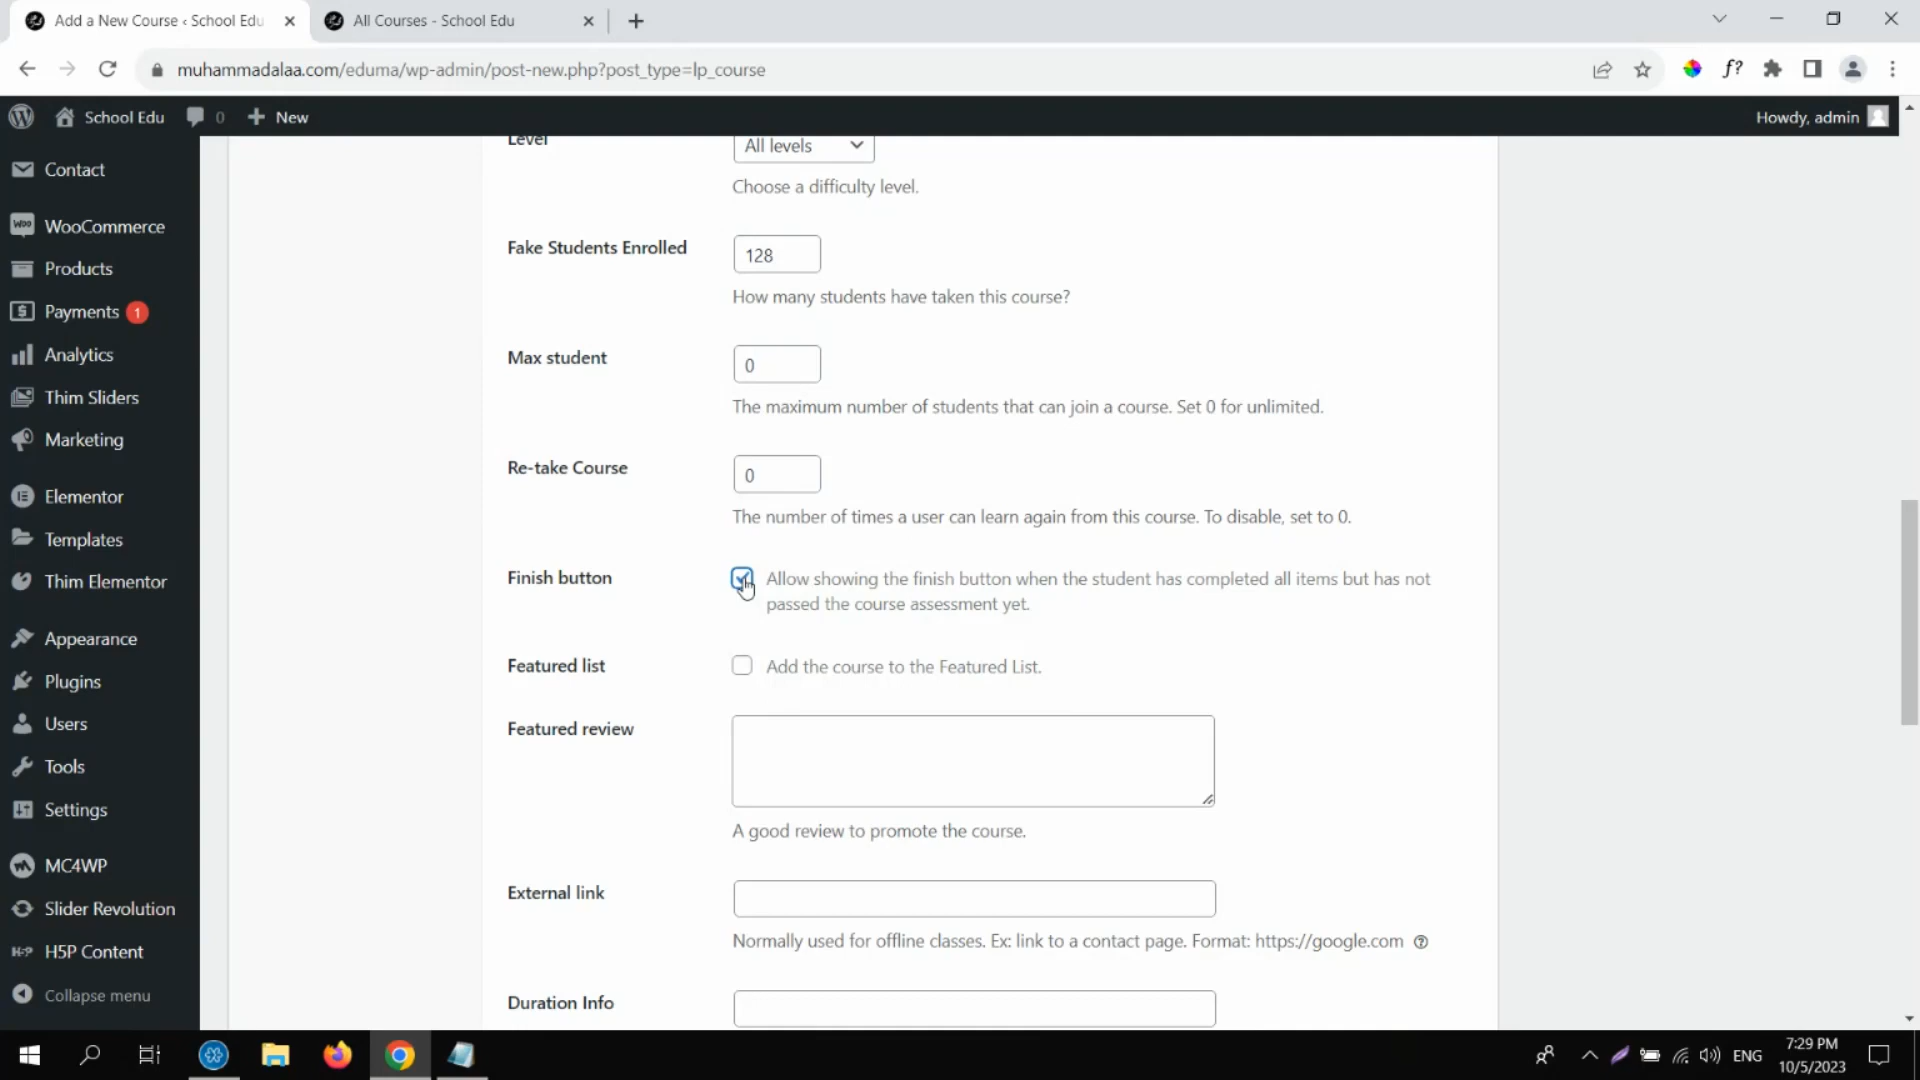 Add a New Course ‹ School Edu
All Courses - School Edu
muhammadalaa.com/eduma/wp-admin/post-new.php?post_type=lp_course
f?
School Edu
0
New
Howdy, admin
Contact
WooCommerce
Products
Payments 1
Analytics
Thim Sliders
Marketing
Elementor
Templates
Thim Elementor
Appearance
Plugins
Users
Tools
Settings
MC4WP
Slider Revolution
H5P Content
Collapse menu
Level
All levels
Choose a difficulty level.
Fake Students Enrolled
128
How many students have taken this course?
Max student
0
The maximum number of students that can join a course. Set 0 for unlimited.
Re-take Course
0
The number of times a user can learn again from this course. To disable, set to 0.
Finish button
Allow showing the finish button when the student has completed all items but has not
passed the course assessment yet.
Featured list
Add the course to the Featured List.
Featured review
A good review to promote the course.
External link
Normally used for offline classes. Ex: link to a contact page. Format: https://google.com
Duration Info
ENG
7:29 PM
10/5/2023